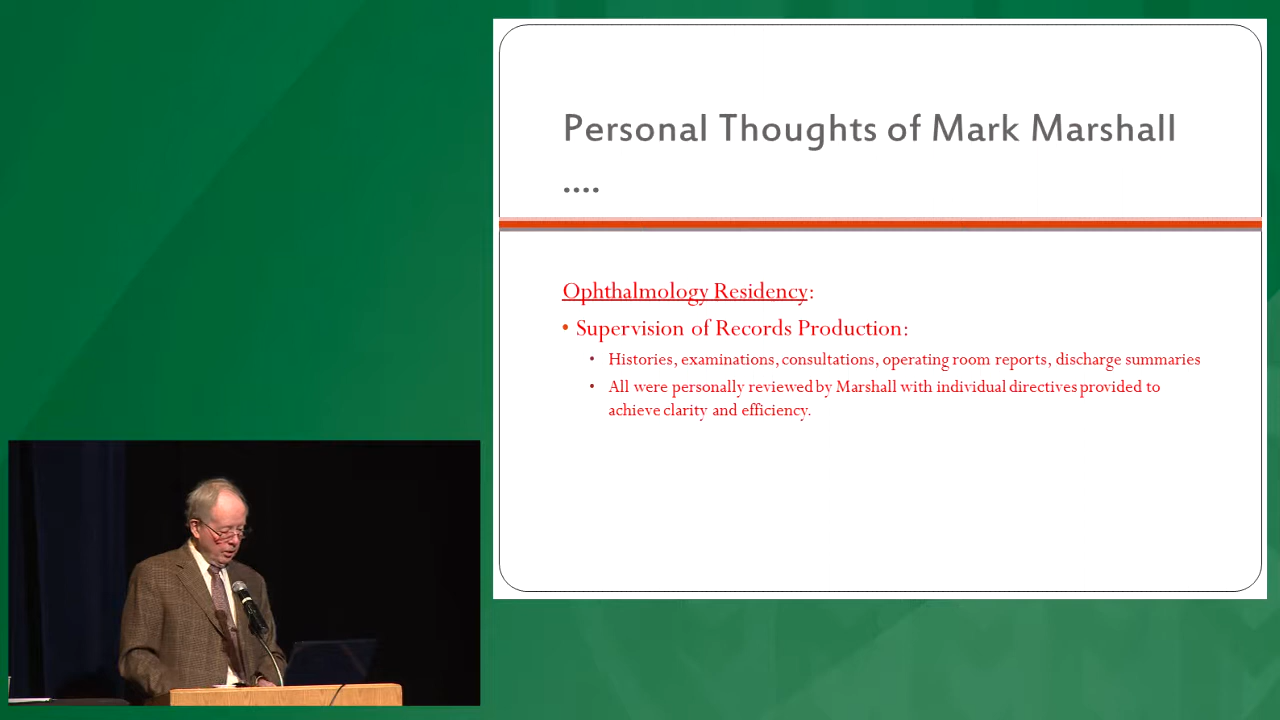 Personal Thoughts of Mark Marshall
....
Ophthalmology Residency:
• Supervision of Records Production:
• Histories, examinations, consultations, operating room reports, discharge summaries
• All were personally reviewed by Marshall with individual directives provided to
achieve clarity and efficiency.